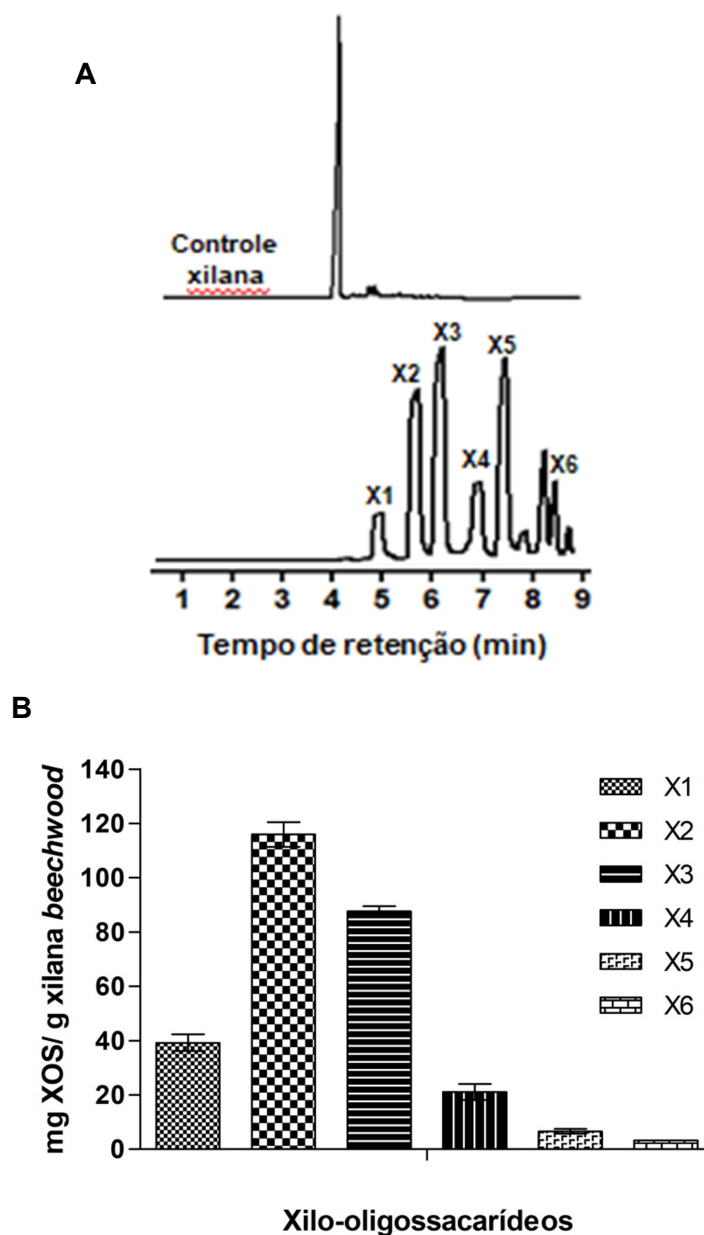 A
Controle
xilana
X1
X2
X3
X4
X5
X6
1 2 3 4 5 6 7 8 9
Tempo de retenção (min)
B
mg XOS/ g xilana beechwood
140
120
100
80
60
40
20
0
X1
X2
X3
X4
X5
X6
Xilo-oligossacarídeos